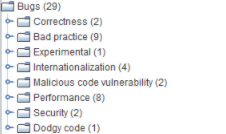 Bugs (29)
Correctness (2)
Bad practice (9)
Experimental (1)
Internationalization (4)
Malicious code vulnerability (2)
Performance (8)
Security (2)
Dodgy code (1)